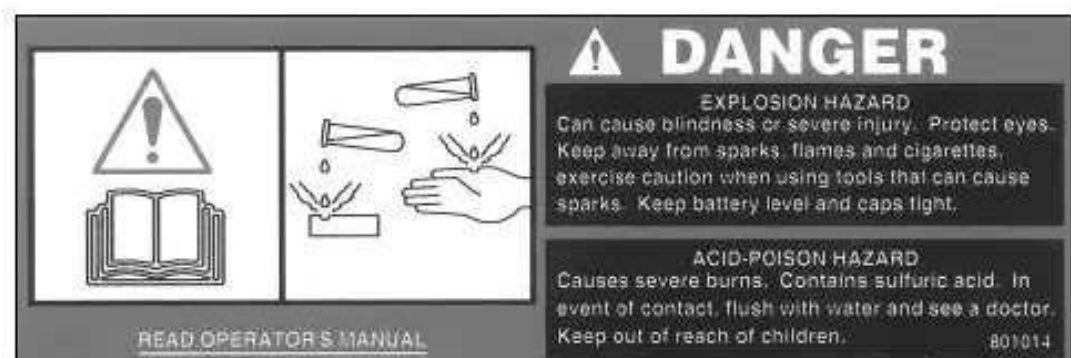 DANGER
EXPLOSION HAZARD
Can cause blindness or severe injury. Protect eyes.
Keep away from sparks, flames and cigarettes,
exercise caution when using tools that can cause
sparks. Keep battery level and caps tight.
ACID-POISON HAZARD
Causes severe burns. Contains sulfuric acid. In
event of contact, flush with water and see a doctor.
Keep out of reach of children.
801014
READ OPERATOR'S MANUAL